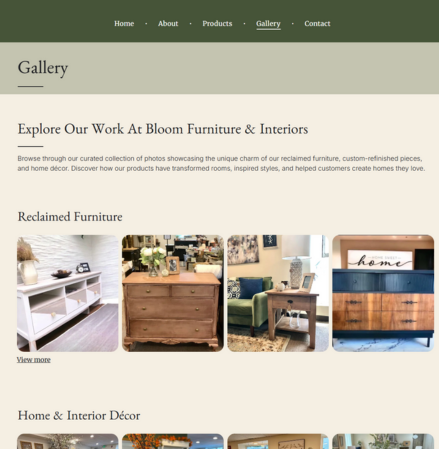 Home · About · Products · Gallery · Contact
Gallery
Explore Our Work At Bloom Furniture & Interiors
Browse through our curated collection of photos showcasing the unique charm of our reclaimed furniture, custom-refinished pieces,
and home décor. Discover how our products have transformed rooms, inspired styles, and helped customers create homes they love.
Reclaimed Furniture
home
View more
Home & Interior Décor